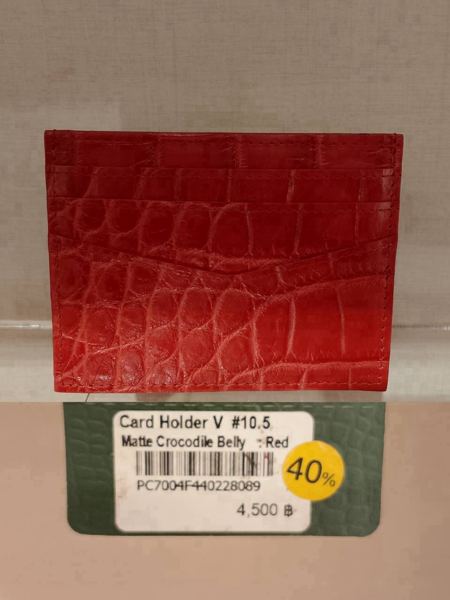 Card Holder V #10.5
Matte Crocodile Belly : Red
PC7004F440228089
40%
4,500 ฿